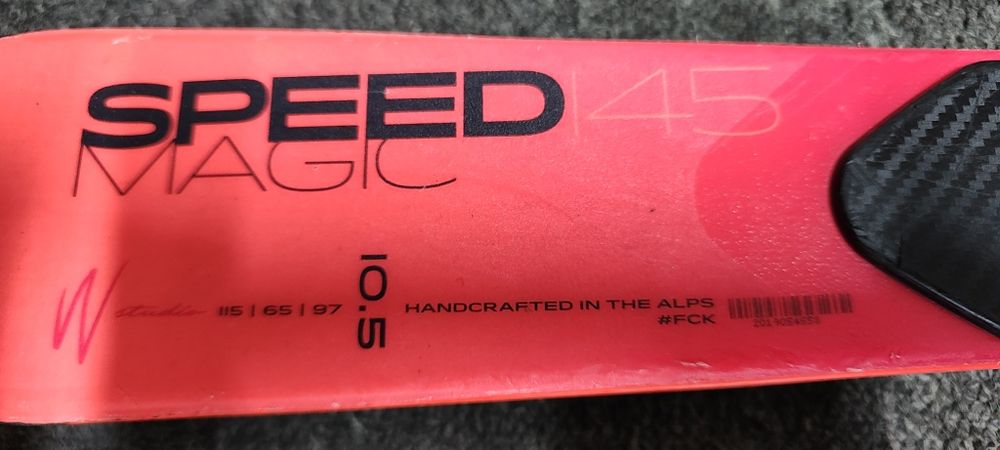 SPEED 145
MAGIC
10.5
W studio 115 | 65 | 97 HANDCRAFTED IN THE ALPS
#FCK